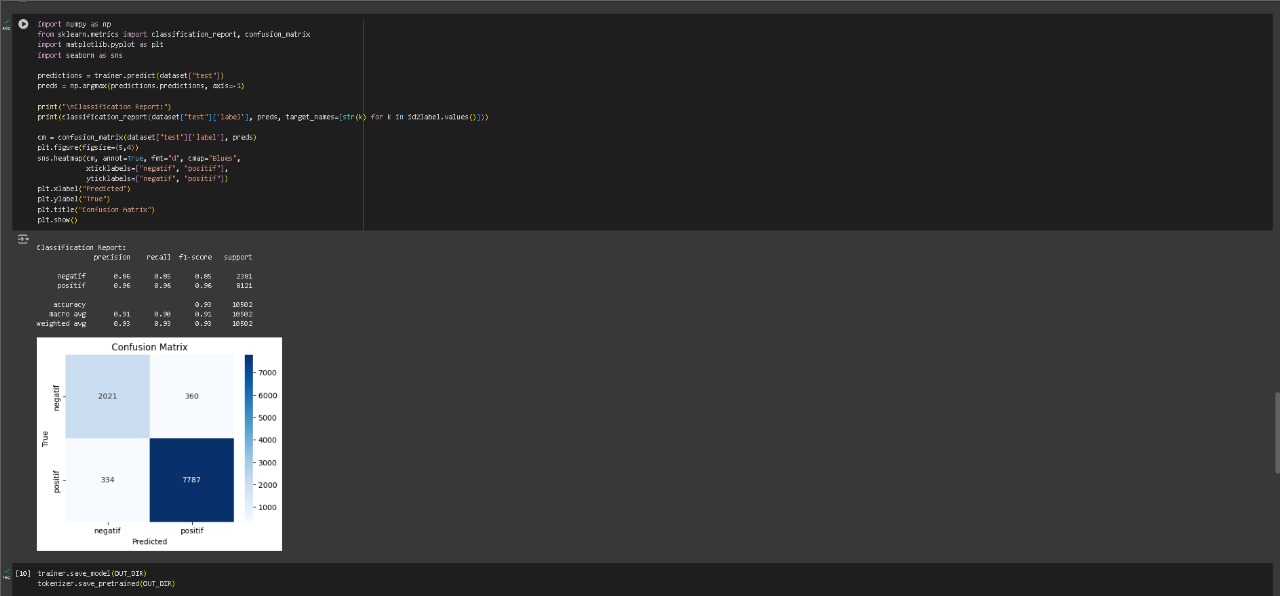 import numpy as np
from sklearn.metrics import classification_report, confusion_matrix
import matplotlib.pyplot as plt
import seaborn as sns
predictions = trainer.predict(dataset["test"])
preds = np.argmax(predictions.predictions, axis=-1)
print("\nClassification Report:")
print(classification_report(dataset["test"]['label'], preds, target_names=[str(k) for k in id2label.values()]))
cm = confusion_matrix(dataset["test"]['label'], preds)
plt.figure(figsize=(5,4))
sns.heatmap(cm, annot=True, fmt="d", cmap="Blues",
xticklabels=["negatif", "positif"],
yticklabels=["negatif", "positif"])
plt.xlabel("Predicted")
plt.ylabel("True")
plt.title("Confusion Matrix")
plt.show()
Classification Report:
precision recall f1-score support
negatif 0.86 0.85 0.85 2381
positif 0.96 0.96 0.96 8121
accuracy 0.93 10502
macro avg 0.91 0.90 0.91 10502
weighted avg 0.93 0.93 0.93 10502
Confusion Matrix
negatif 2021 360
positif 334 7787
True
negatif positif
Predicted
7000
6000
5000
4000
3000
2000
1000
[10] trainer.save_model(OUT_DIR)
tokenizer.save_pretrained(OUT_DIR)